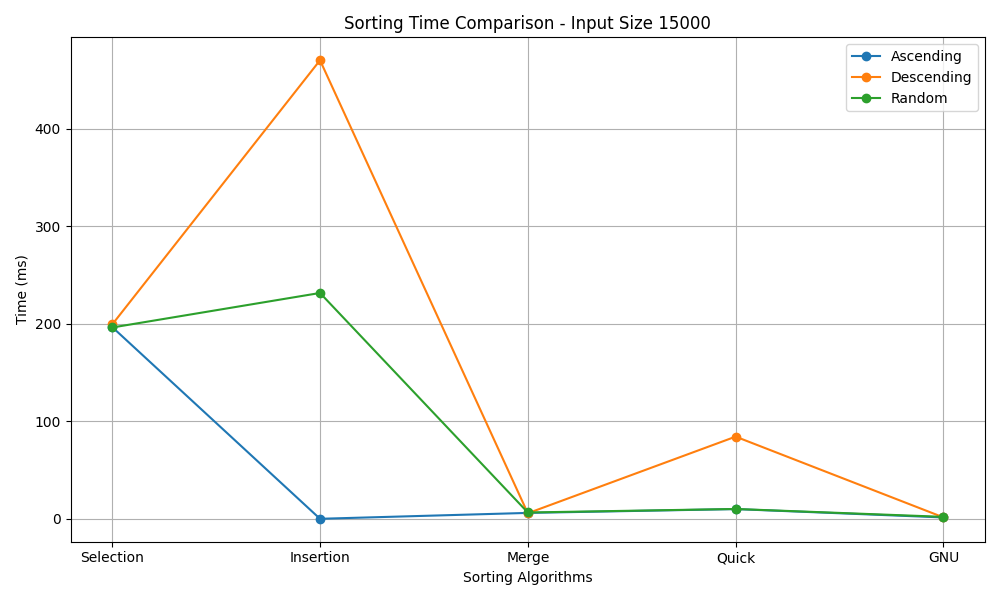 Sorting Time Comparison - Input Size 15000
Ascending
Descending
Random
Time (ms)
400
300
200
100
0
Selection
Insertion
Merge
Quick
GNU
Sorting Algorithms